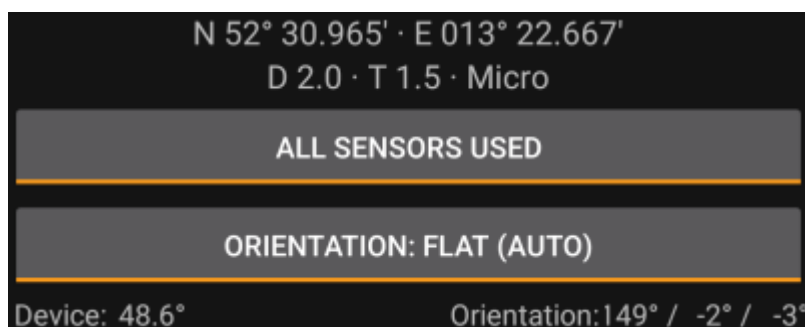 N 52° 30.965' · E 013° 22.667'
D 2.0 · T 1.5 · Micro
ALL SENSORS USED
ORIENTATION: FLAT (AUTO)
Device: 48.6° Orientation:149° / -2° / -3°